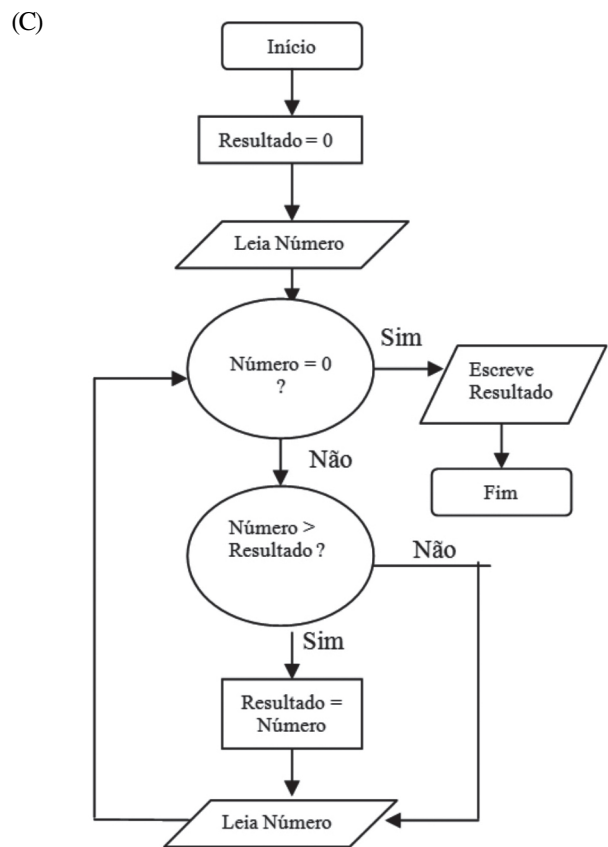 (C)
Início
Resultado = 0
Leia Número
Número = 0
?
Sim
Escreve
Resultado
Fim
Não
Número >
Resultado ?
Não
Sim
Resultado =
Número
Leia Número